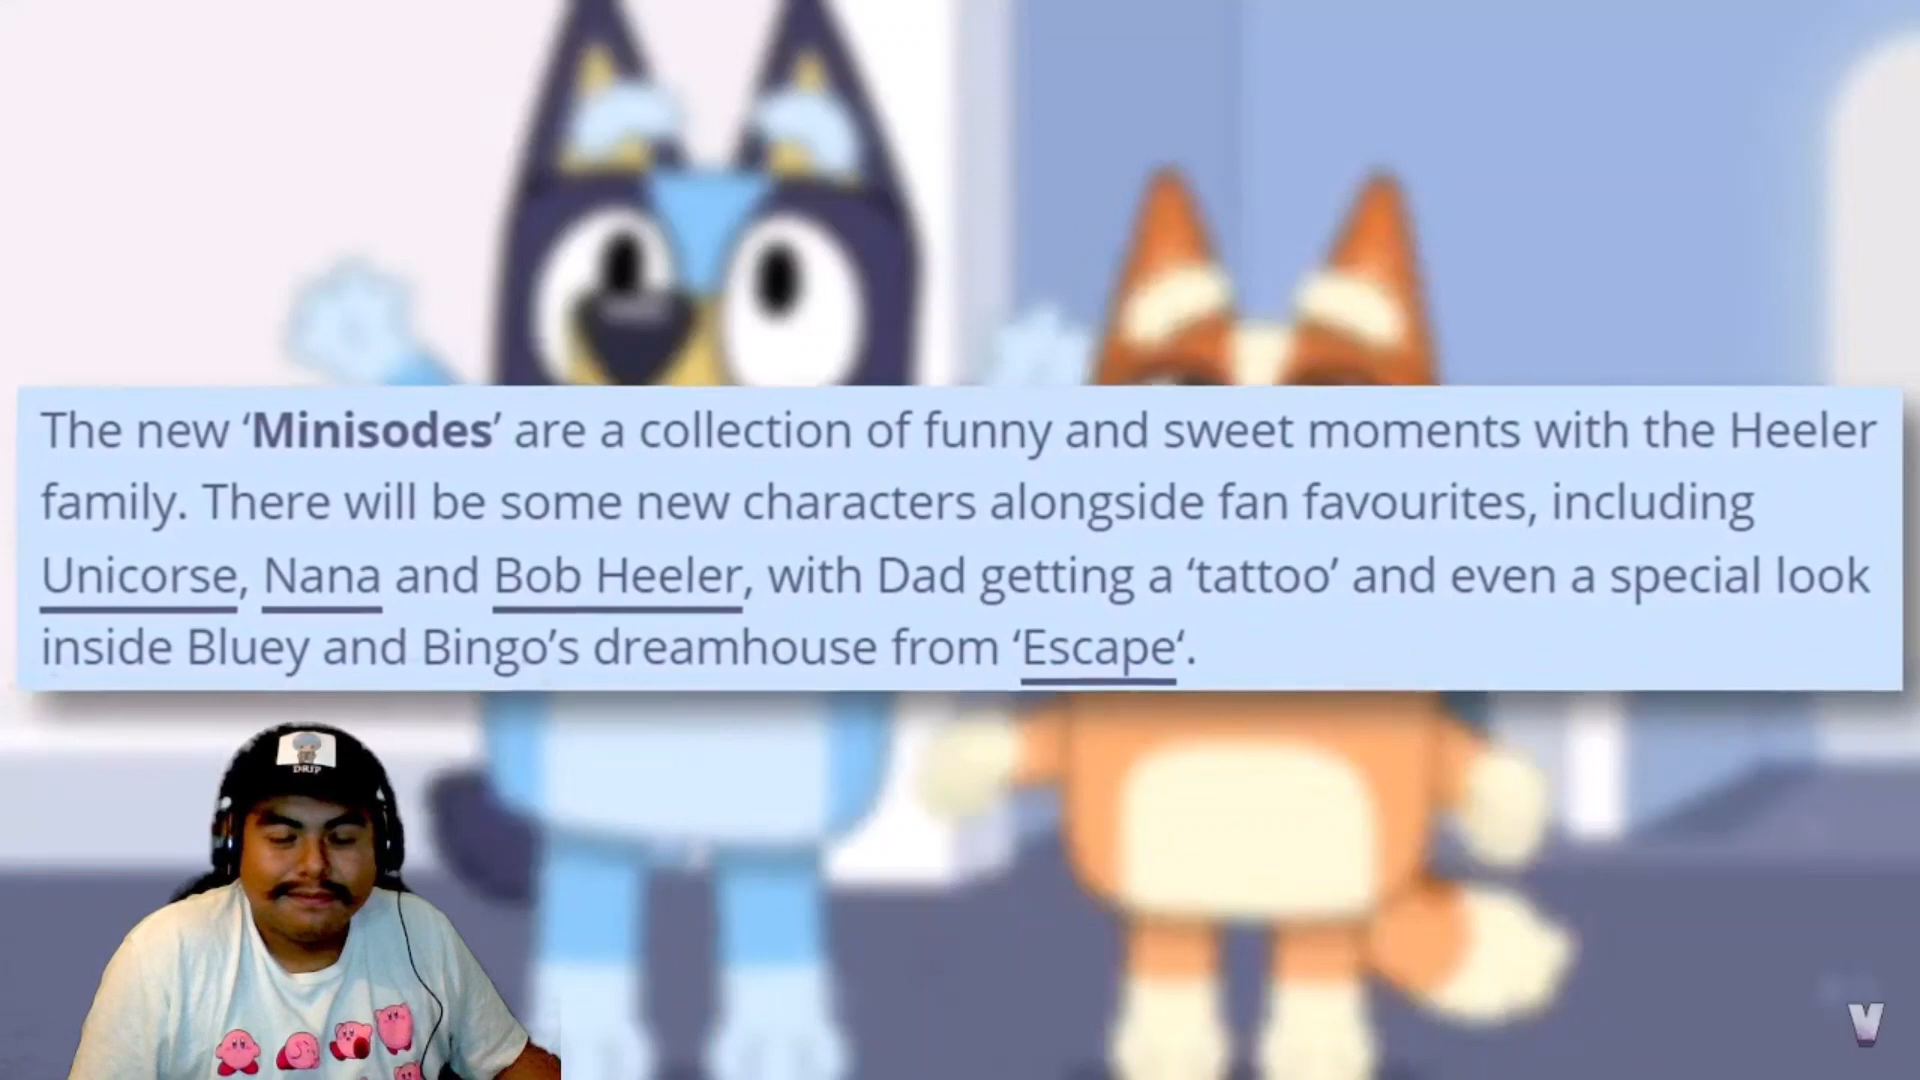 The new ‘Minisodes’ are a collection of funny and sweet moments with the Heeler
family. There will be some new characters alongside fan favourites, including
Unicorse, Nana and Bob Heeler, with Dad getting a ‘tattoo’ and even a special look
inside Bluey and Bingo’s dreamhouse from ‘Escape‘.
DRIP
V